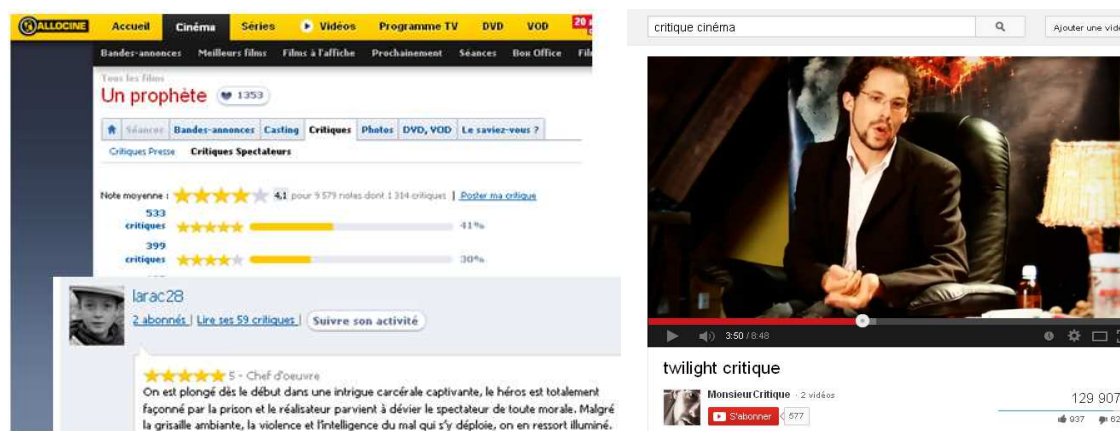 ALLOCINE Accueil Cinéma Séries Vidéos Programme TV DVD VOD 20
Bandes-annonces Meilleurs films Films à l'affiche Prochainement Séances Box Office
Tous les films
Un prophète 1353
Séances Bandes-annonces Casting Critiques Photos DVD, VOD Le saviez-vous ?
Critiques Presse Critiques Spectateurs
Note moyenne : 4,1 pour 9 579 notes dont 1 314 critiques | Poster ma critique
533
critiques 41%
399
critiques 30%
larac28
2 abonnés | Lire ses 59 critiques | Suivre son activité
5 - Chef d'oeuvre
On est plongé dès le début dans une intrigue carcérale captivante, le héros est totalement
façonné par la prison et le réalisateur parvient à dévier le spectateur de toute morale. Malgré
la grisaille ambiante, la violence et l'intelligence du mal qui s'y déploie, on en ressort illuminé.
critique cinéma
Ajouter une vidé
3:50 / 8:48
twilight critique
MonsieurCritique · 2 vidéos
S'abonner 577
129 907
937 62